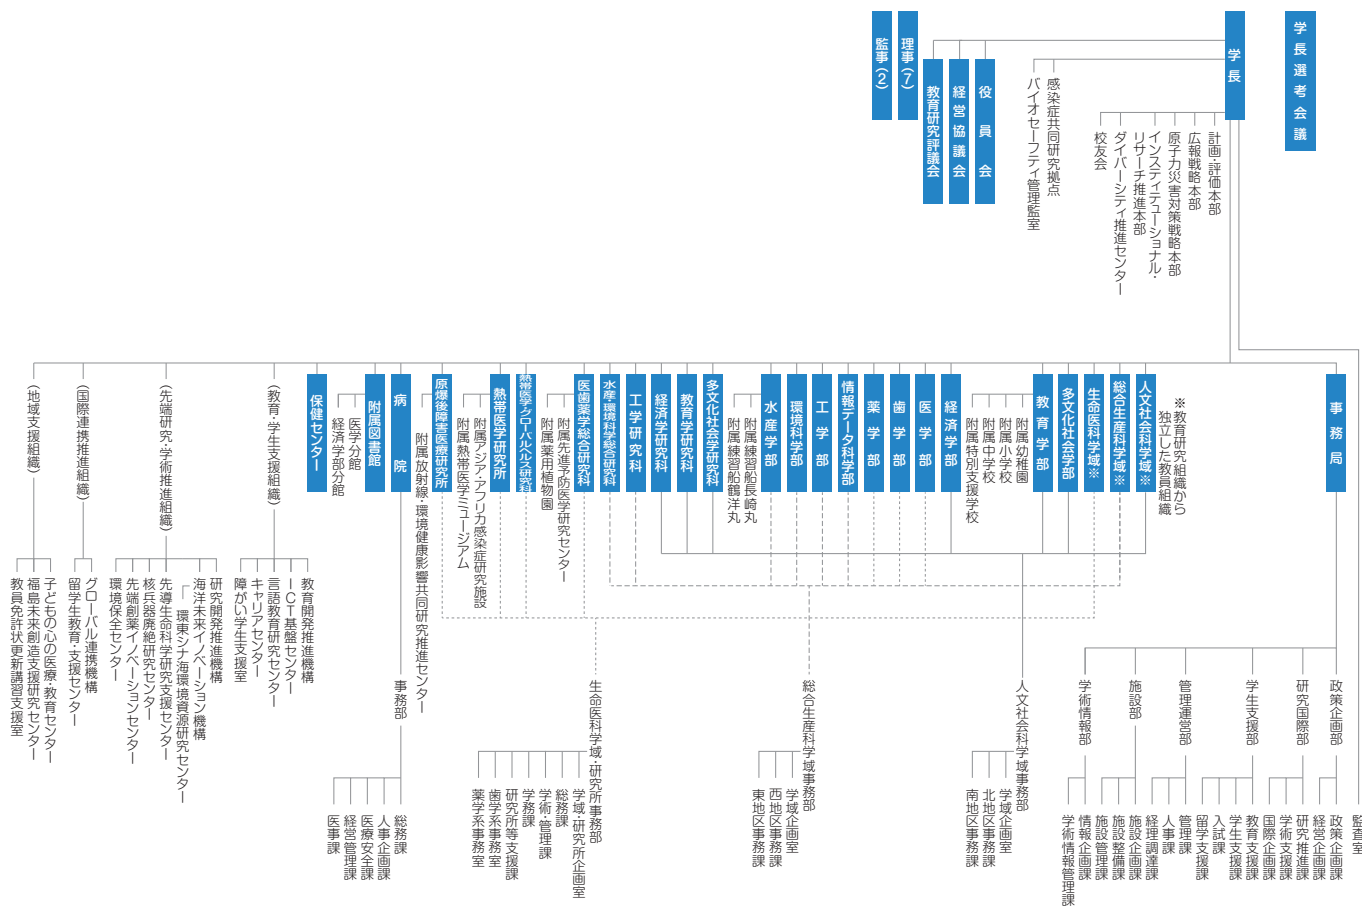 学長選考会議
学長
理事(7)
監事(2)
役員会
経営協議会
教育研究評議会
感染症共同研究拠点
バイオセーフティ管理監室
計画・評価本部
広報戦略本部
原子力災害対策戦略本部
インスティテューショナル・
リサーチ推進本部
ダイバーシティ推進センター
校友会
事務局
※教育研究組織から
独立した教員組織
人文社会科学域※
総合生産科学域※
生命医科学域※
多文化社会学部
教育学部
附属幼稚園
附属小学校
附属中学校
附属特別支援学校
経済学部
医学部
歯学部
薬学部
情報データ科学部
工学部
環境科学部
水産学部
附属練習船長崎丸
附属練習船鶴洋丸
多文化社会学研究科
教育学研究科
経済学研究科
工学研究科
水産・環境科学総合研究科
医歯薬学総合研究科
附属先進予防医学研究センター
附属薬用植物園
熱帯医学・グローバルヘルス研究科
熱帯医学研究所
附属アジア・アフリカ感染症研究施設
附属熱帯医学ミュージアム
原爆後障害医療研究所
附属放射線・環境健康影響共同研究推進センター
病院
附属図書館
医学分館
経済学部分館
保健センター
(教育・学生支援組織)
(先端研究・学術推進組織)
(国際連携推進組織)
(地域支援組織)
教育開発推進機構
ICT基盤センター
言語教育研究センター
キャリアセンター
障がい学生支援室
研究開発推進機構
海洋未来イノベーション機構
環東シナ海環境資源研究センター
先導生命科学研究支援センター
核兵器廃絶研究センター
先端創薬イノベーションセンター
環境保全センター
グローバル連携機構
留学生教育・支援センター
子どもの心の医療・教育センター
福島未来創造支援研究センター
教員免許状更新講習支援室
政策企画部
研究国際部
学生支援部
管理運営部
施設部
学術情報部
人文社会科学域事務部
総合生産科学域事務部
生命医科学域・研究所事務部
事務部
監査室
政策企画課
経営企画課
研究推進課
学術支援課
国際企画課
教育支援課
学生支援課
入試課
留学支援課
管理課
人事課
経理調達課
施設企画課
施設整備課
施設管理課
情報企画課
学術情報管理課
学域企画室
北地区事務課
南地区事務課
学域企画室
西地区事務課
東地区事務課
学域・研究所企画室
総務課
学術・管理課
学務課
研究所等支援課
歯学系事務室
薬学系事務室
総務課
人事企画課
医療安全課
経営管理課
医事課